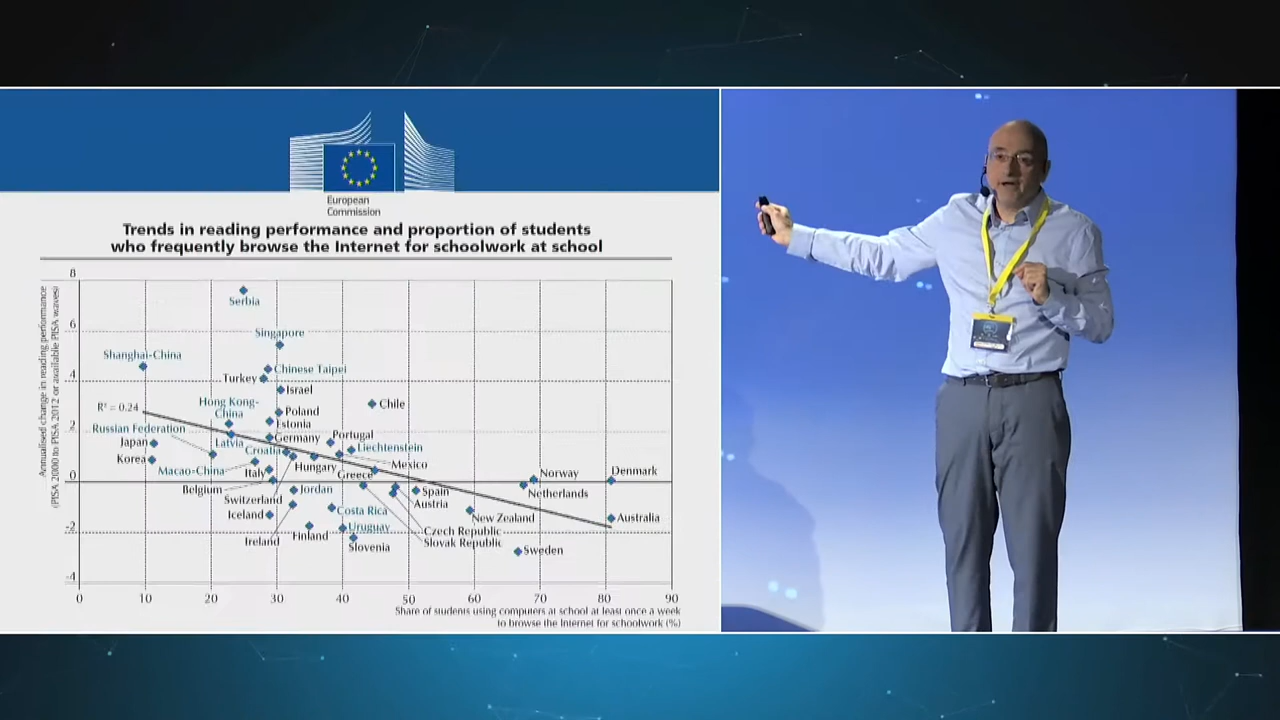 European
Commission
Trends in reading performance and proportion of students
who frequently browse the Internet for schoolwork at school
Annualised change in reading performance
(PISA 2000 to PISA 2012 or available PISA waves)
8
Serbia
6
Singapore
Shanghai-China
Chinese Taipei
4
Turkey
Israel
Hong Kong-
China
Chile
R² = 0.24
Poland
Estonia
2
Russian Federation
Germany
Portugal
Japan
Latvia
Croatia
Liechtenstein
Korea
Macao-China
Italy
Hungary
Mexico
Greece
Norway
Denmark
0
Belgium
Jordan
Spain
Netherlands
Switzerland
Austria
Iceland
Costa Rica
New Zealand
Australia
-2
Uruguay
Czech Republic
Ireland
Finland
Slovak Republic
Slovenia
Sweden
-4
0 10 20 30 40 50 60 70 80 90
Share of students using computers at school at least once a week
to browse the Internet for schoolwork (%)